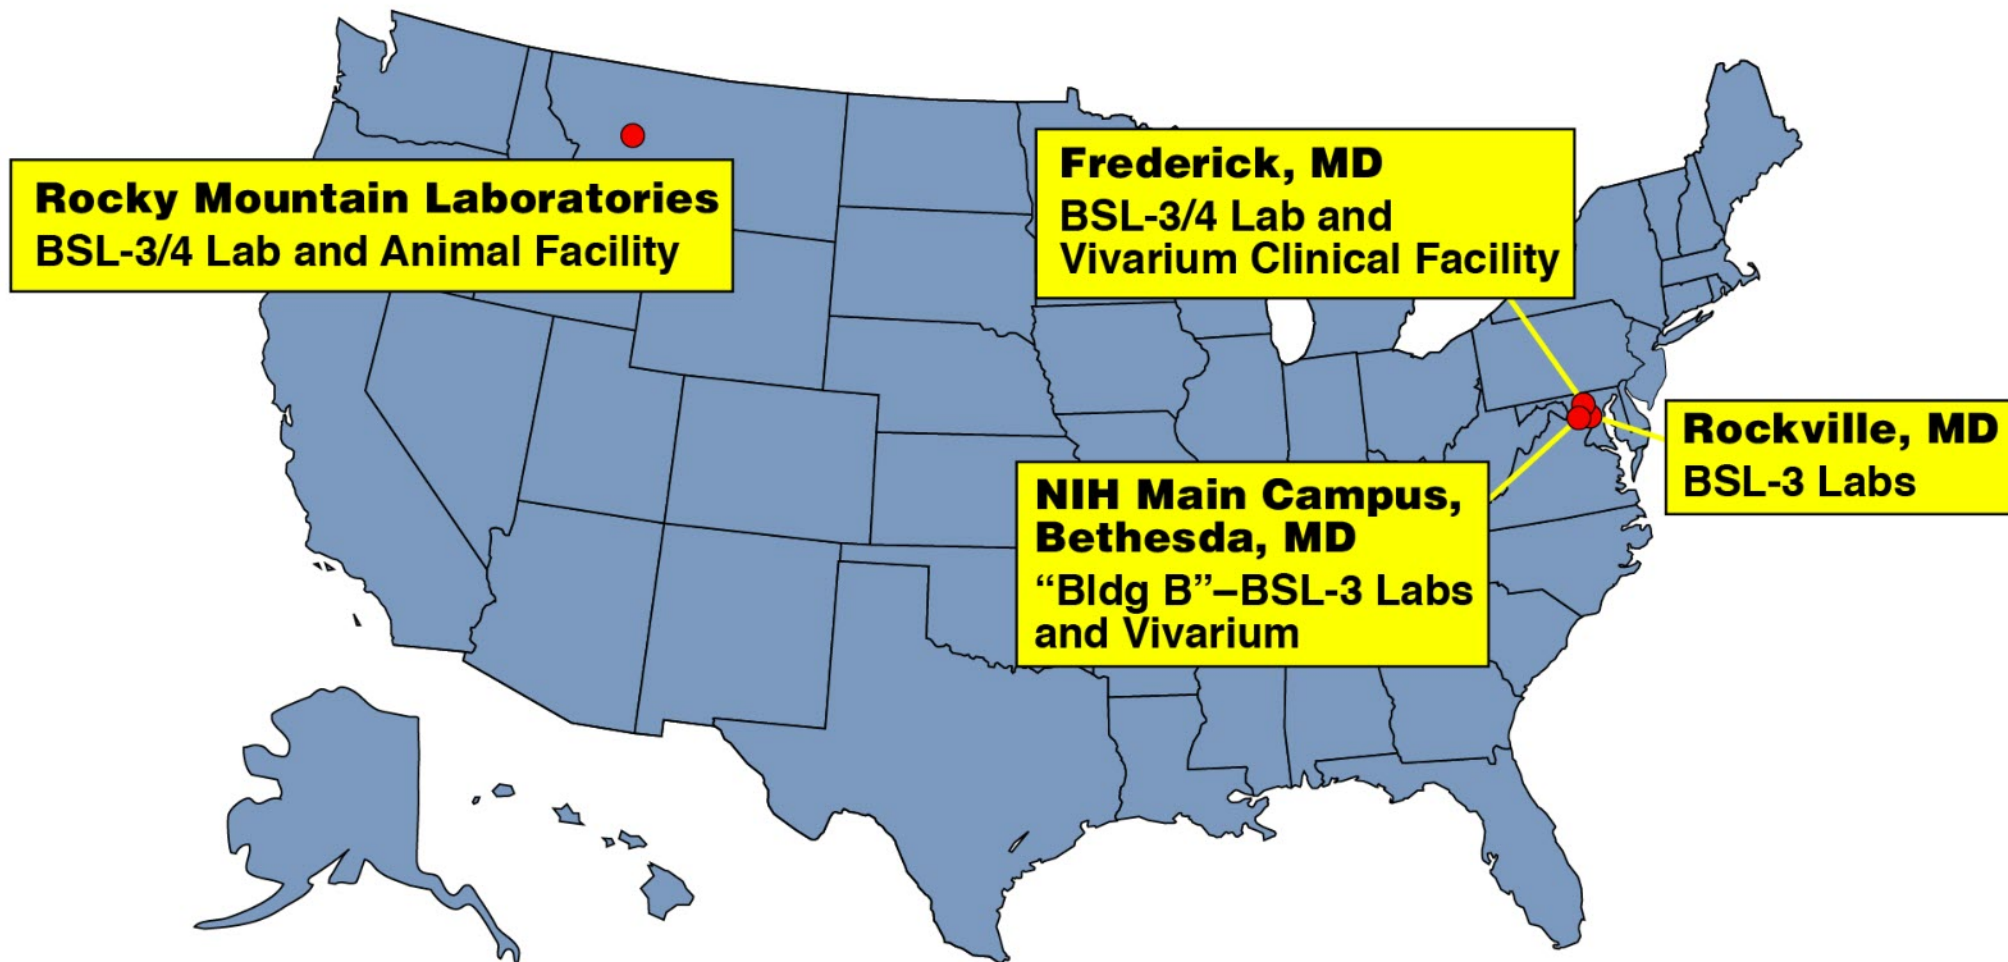 Rocky Mountain Laboratories
BSL-3/4 Lab and Animal Facility
Frederick, MD
BSL-3/4 Lab and
Vivarium Clinical Facility
Rockville, MD
BSL-3 Labs
NIH Main Campus,
Bethesda, MD
“Bldg B”–BSL-3 Labs
and Vivarium